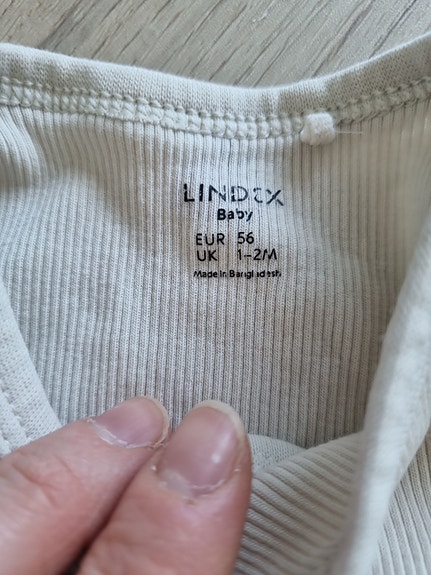 LINDEX
Baby
EUR 56
UK 1-2M
Made in Bangladesh